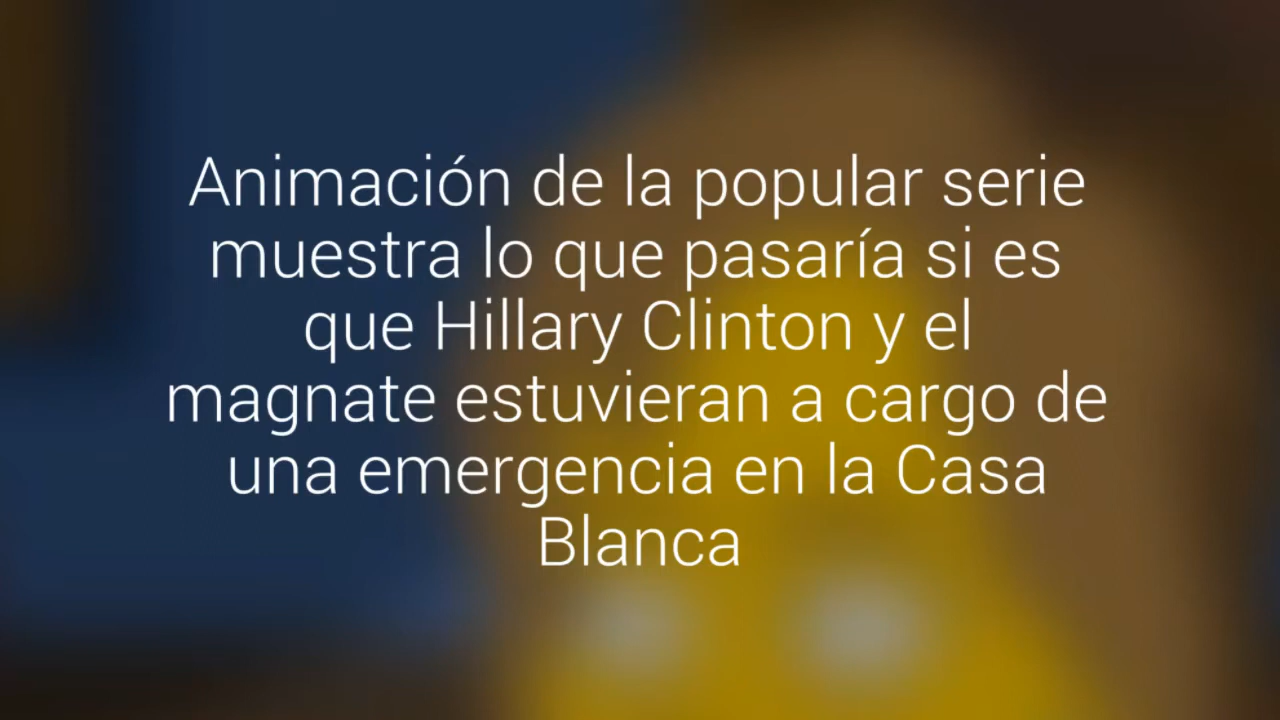 Animación de la popular serie
muestra lo que pasaría si es
que Hillary Clinton y el
magnate estuvieran a cargo de
una emergencia en la Casa
Blanca